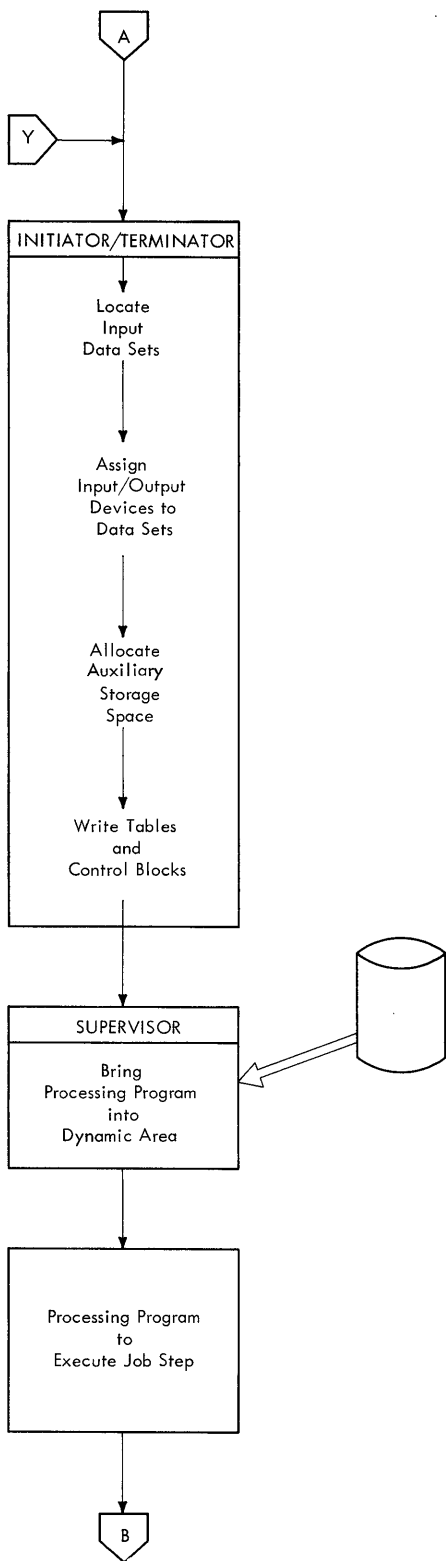 A
Y
INITIATOR/TERMINATOR
Locate
Input
Data Sets
Assign
Input/Output
Devices to
Data Sets
Allocate
Auxiliary
Storage
Space
Write Tables
and
Control Blocks
SUPERVISOR
Bring
Processing Program
into
Dynamic Area
Processing Program
to
Execute Job Step
B